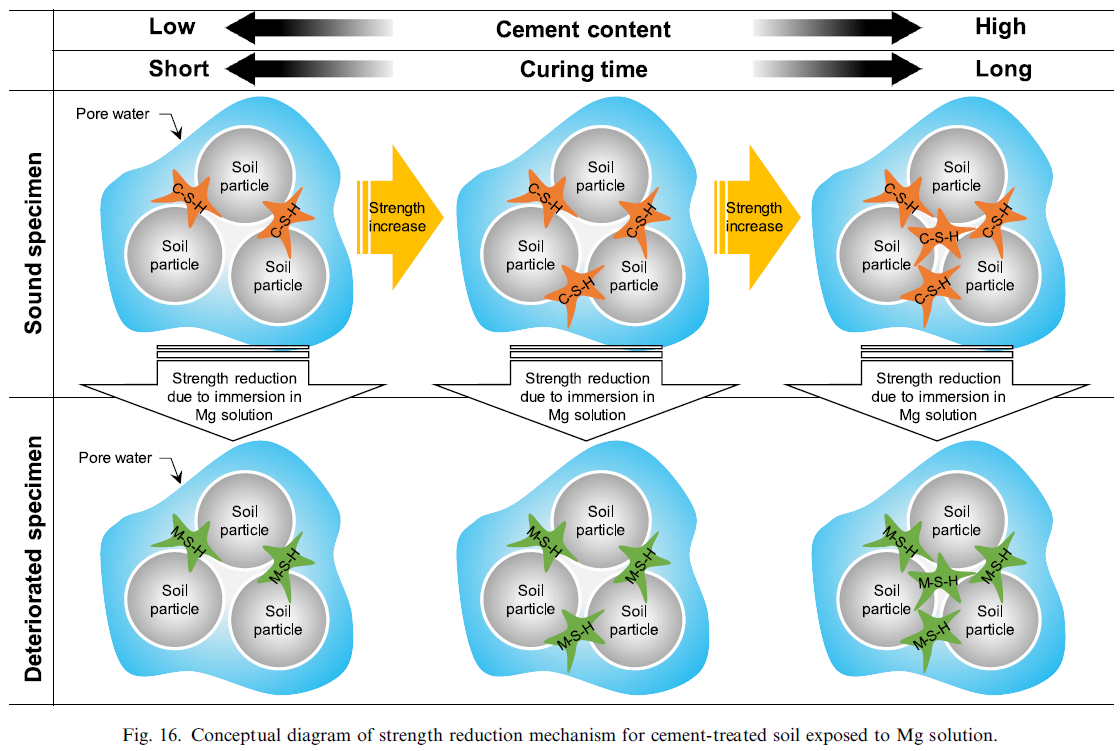 Low
Cement content
High
Short
Curing time
Long
Sound specimen
Pore water
Soil
particle
C-S-H
C-S-H
Soil
particle
Soil
particle
Strength
increase
Soil
particle
C-S-H
C-S-H
Soil
particle
Soil
particle
C-S-H
Strength
increase
Soil
particle
C-S-H
C-S-H
C-S-H
Soil
particle
Soil
particle
C-S-H
Strength reduction
due to immersion in
Mg solution
Strength reduction
due to immersion in
Mg solution
Strength reduction
due to immersion in
Mg solution
Deteriorated specimen
Pore water
Soil
particle
M-S-H
M-S-H
Soil
particle
Soil
particle
Soil
particle
M-S-H
M-S-H
Soil
particle
Soil
particle
M-S-H
Soil
particle
M-S-H
M-S-H
M-S-H
Soil
particle
Soil
particle
M-S-H
Fig. 16. Conceptual diagram of strength reduction mechanism for cement-treated soil exposed to Mg solution.